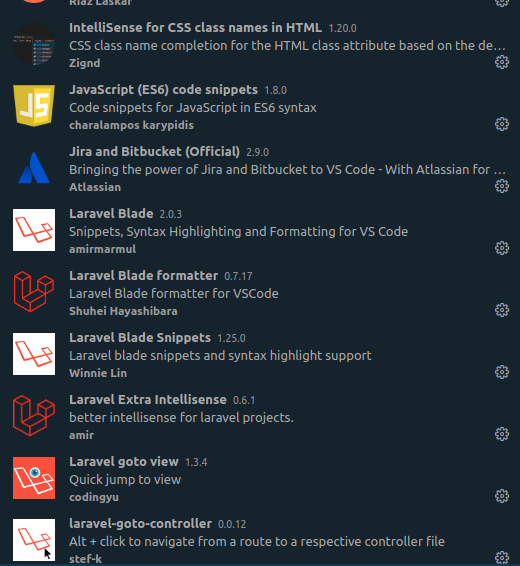 Riaz Laskar
IntelliSense for CSS class names in HTML 1.20.0
CSS class name completion for the HTML class attribute based on the de...
Zignd
JavaScript (ES6) code snippets 1.8.0
Code snippets for JavaScript in ES6 syntax
charalampos karypidis
JS
Jira and Bitbucket (Official) 2.9.0
Bringing the power of Jira and Bitbucket to VS Code - With Atlassian for ...
Atlassian
Laravel Blade 2.0.3
Snippets, Syntax Highlighting and Formatting for VS Code
amirmarmul
Laravel Blade formatter 0.7.17
Laravel Blade formatter for VSCode
Shuhei Hayashibara
Laravel Blade Snippets 1.25.0
Laravel blade snippets and syntax highlight support
Winnie Lin
Laravel Extra Intellisense 0.6.1
better intellisense for laravel projects.
amir
Laravel goto view 1.3.4
Quick jump to view
codingyu
laravel-goto-controller 0.0.12
Alt + click to navigate from a route to a respective controller file
stef-k